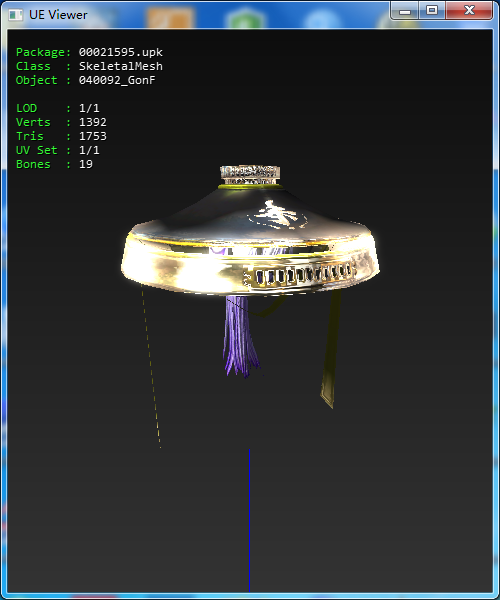 UE Viewer
Package: 00021595.upk
Class  : SkeletalMesh
Object : 040092_GonF
LOD    : 1/1
Verts  : 1392
Tris   : 1753
UV Set : 1/1
Bones  : 19